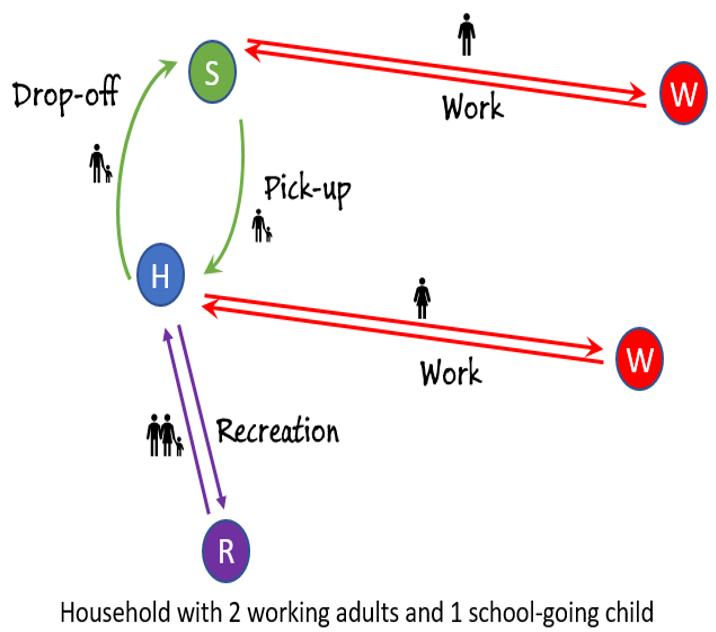 S
W
Drop-off
Work
Pick-up
H
W
Work
Recreation
R
Household with 2 working adults and 1 school-going child